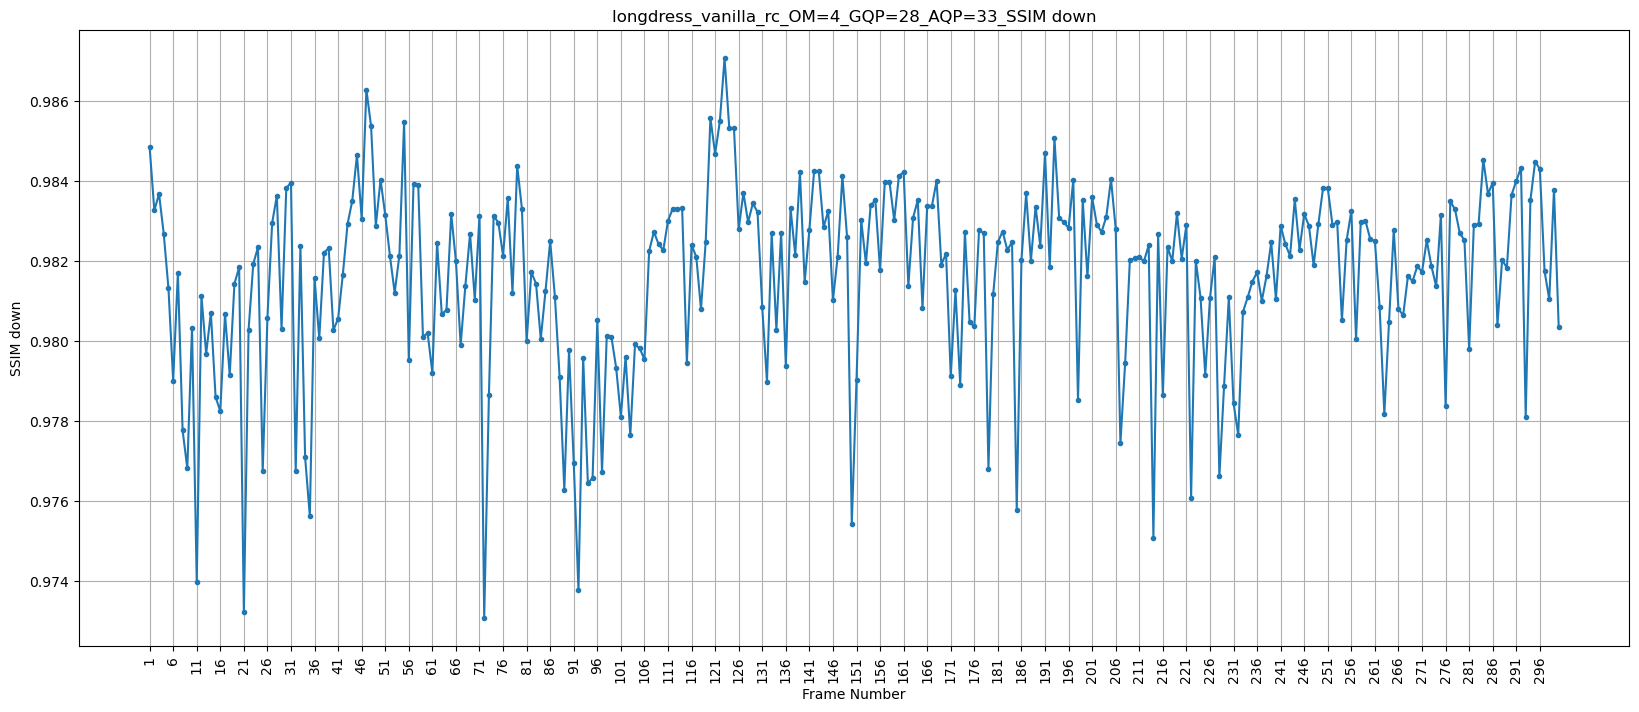 longdress_vanilla_rc_OM=4_GQP=28_AQP=33_SSIM down
SSIM down
0.986
0.984
0.982
0.980
0.978
0.976
0.974
1 6 11 16 21 26 31 36 41 46 51 56 61 66 71 76 81 86 91 96 101 106 111 116 121 126 131 136 141 146 151 156 161 166 171 176 181 186 191 196 201 206 211 216 221 226 231 236 241 246 251 256 261 266 271 276 281 286 291 296
Frame Number